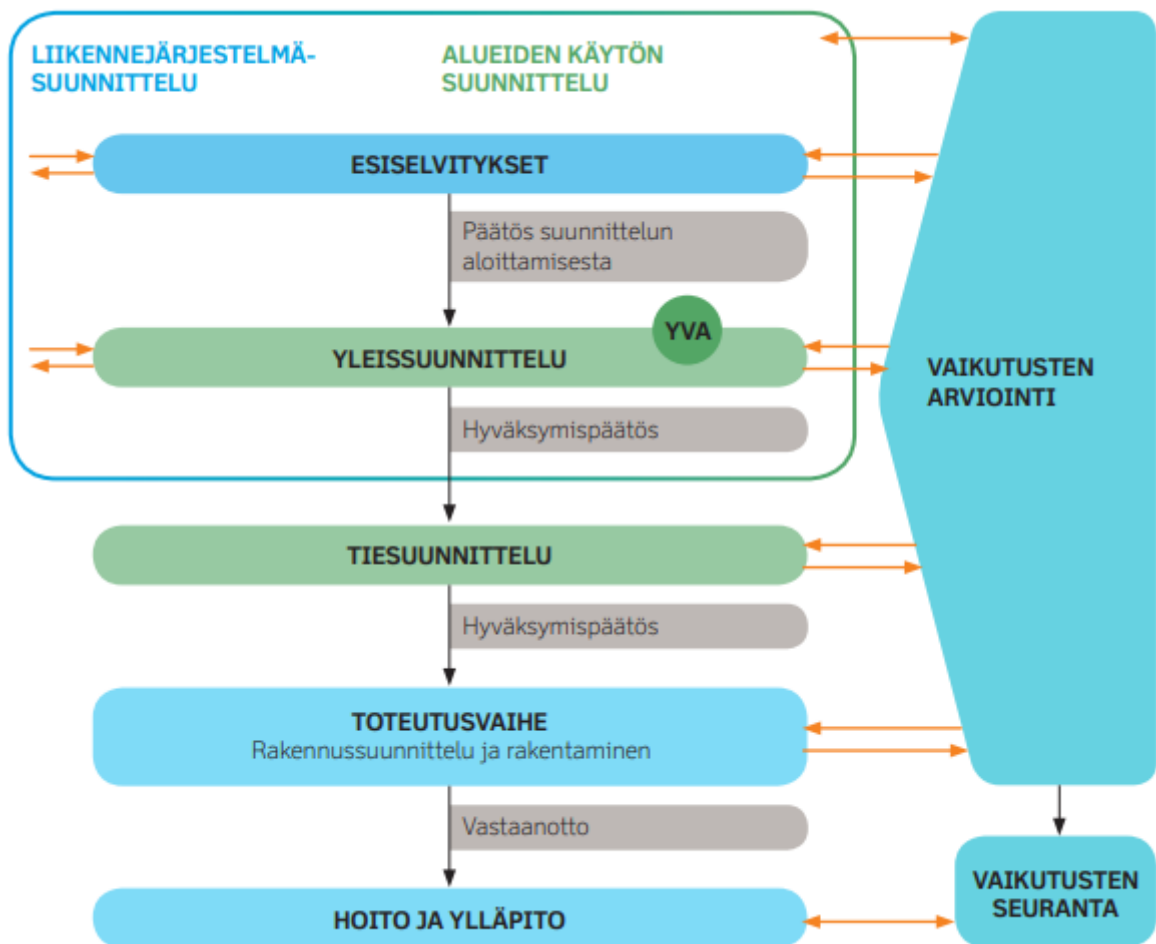 LIIKENNEJÄRJESTELMÄ-
SUUNNITTELU
ALUEIDEN KÄYTÖN
SUUNNITTELU
ESISELVITYKSET
Päätös suunnittelun
aloittamisesta
YVA
YLEISSUUNNITTELU
VAIKUTUSTEN
ARVIOINTI
Hyväksymispäätös
TIESUUNNITTELU
Hyväksymispäätös
TOTEUTUSVAIHE
Rakennussuunnittelu ja rakentaminen
Vastaanotto
HOITO JA YLLÄPITO
VAIKUTUSTEN
SEURANTA